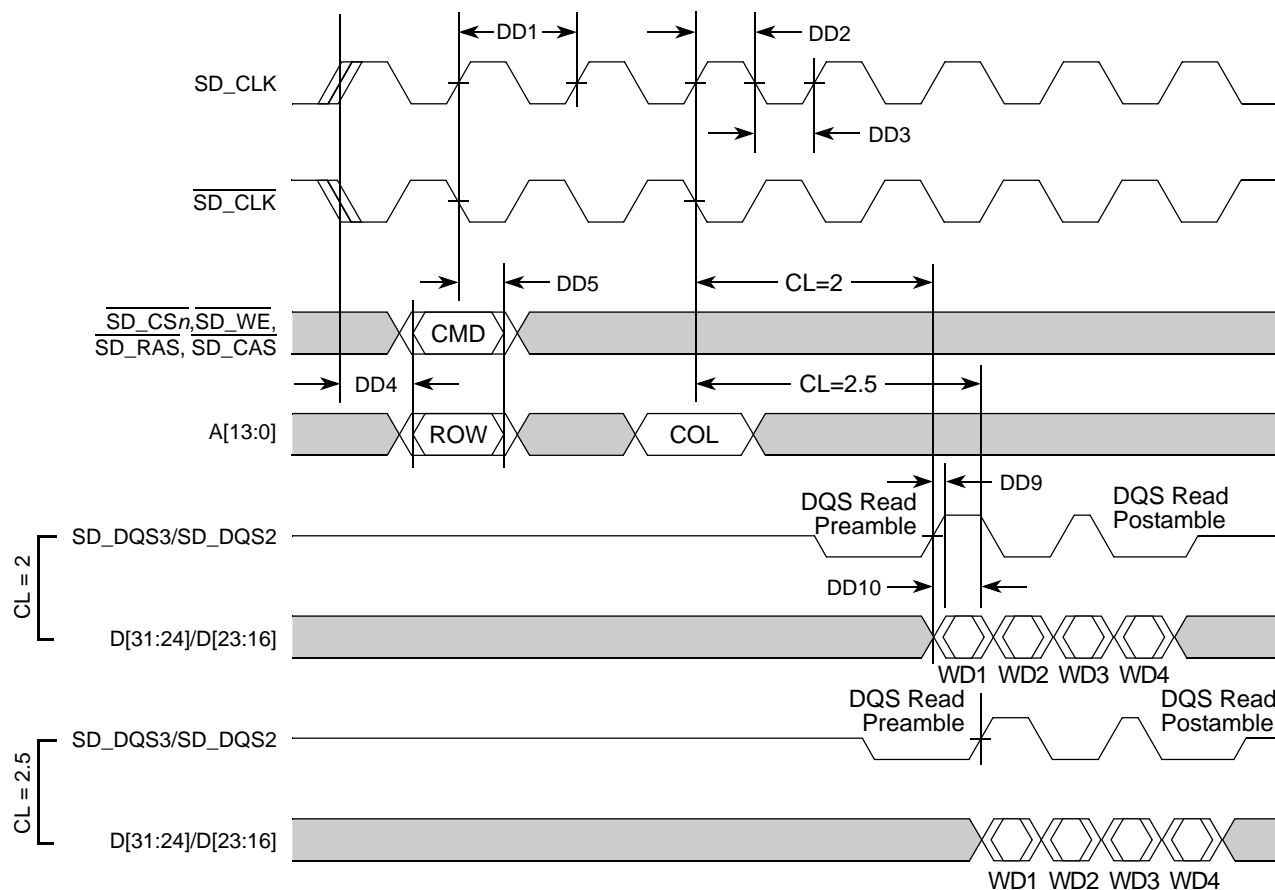 DD1
DD2
SD_CLK
DD3
SD_CLK
DD5
CL=2
SD_CSn,SD_WE,
SD_RAS, SD_CAS
CMD
DD4
CL=2.5
A[13:0]
ROW
COL
DD9
DQS Read
Preamble
DQS Read
Postamble
SD_DQS3/SD_DQS2
CL = 2
DD10
D[31:24]/D[23:16]
WD1 WD2 WD3 WD4
DQS Read
Preamble
DQS Read
Postamble
SD_DQS3/SD_DQS2
CL = 2.5
D[31:24]/D[23:16]
WD1 WD2 WD3 WD4